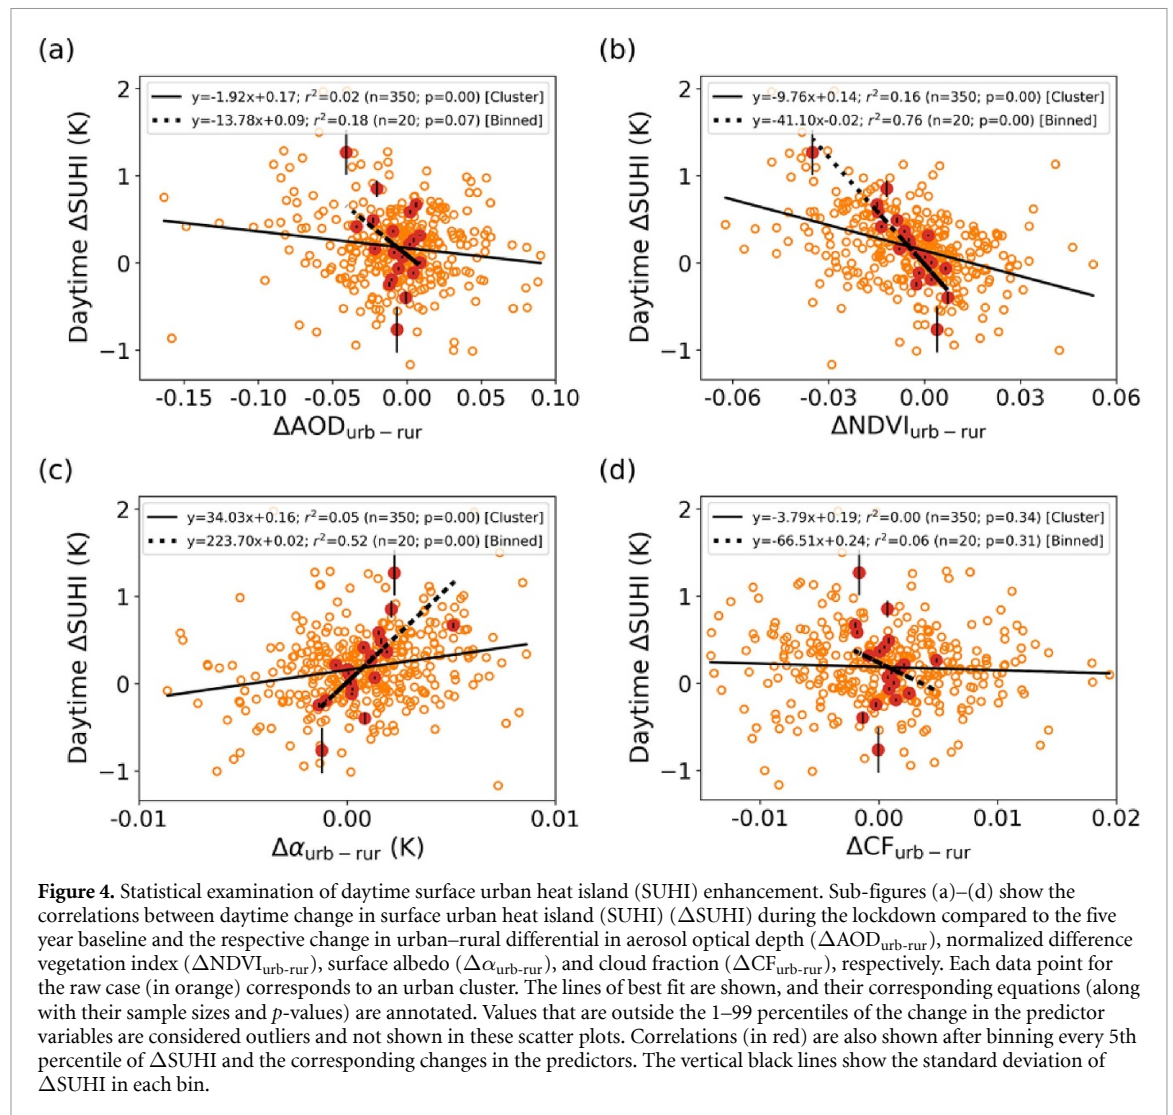 (a)
y=-1.92x+0.17; r²=0.02 (n=350; p=0.00) [Cluster]
y=-13.78x+0.09; r²=0.18 (n=20; p=0.07) [Binned]
Daytime ΔSUHI (K)
2
1
0
−1
-0.15 -0.10 -0.05 0.00 0.05 0.10
ΔAOD urb − rur
(b)
y=-9.76x+0.14; r²=0.16 (n=350; p=0.00) [Cluster]
y=-41.10x-0.02; r²=0.76 (n=20; p=0.00) [Binned]
Daytime ΔSUHI (K)
2
1
0
−1
-0.06 -0.03 0.00 0.03 0.06
ΔNDVI urb − rur
(c)
y=34.03x+0.16; r²=0.05 (n=350; p=0.00) [Cluster]
y=223.70x+0.02; r²=0.52 (n=20; p=0.00) [Binned]
Daytime ΔSUHI (K)
2
1
0
−1
-0.01 0.00 0.01
Δα urb − rur (K)
(d)
y=-3.79x+0.19; r²=0.00 (n=350; p=0.34) [Cluster]
y=-66.51x+0.24; r²=0.06 (n=20; p=0.31) [Binned]
Daytime ΔSUHI (K)
2
1
0
−1
-0.01 0.00 0.01 0.02
ΔCF urb − rur
Figure 4. Statistical examination of daytime surface urban heat island (SUHI) enhancement. Sub-figures (a)–(d) show the
correlations between daytime change in surface urban heat island (SUHI) (ΔSUHI) during the lockdown compared to the five
year baseline and the respective change in urban–rural differential in aerosol optical depth (ΔAOD urb-rur), normalized difference
vegetation index (ΔNDVI urb-rur), surface albedo (Δα urb-rur), and cloud fraction (ΔCF urb-rur), respectively. Each data point for
the raw case (in orange) corresponds to an urban cluster. The lines of best fit are shown, and their corresponding equations (along
with their sample sizes and p-values) are annotated. Values that are outside the 1–99 percentiles of the change in the predictor
variables are considered outliers and not shown in these scatter plots. Correlations (in red) are also shown after binning every 5th
percentile of ΔSUHI and the corresponding changes in the predictors. The vertical black lines show the standard deviation of
ΔSUHI in each bin.